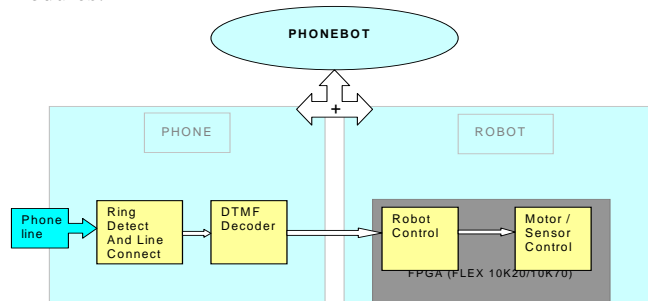 PHONEBOT
+
PHONE
ROBOT
Phone
line
Ring
Detect
And Line
Connect
DTMF
Decoder
Robot
Control
Motor /
Sensor
Control
FPGA (FLEX 10K20/10K70)